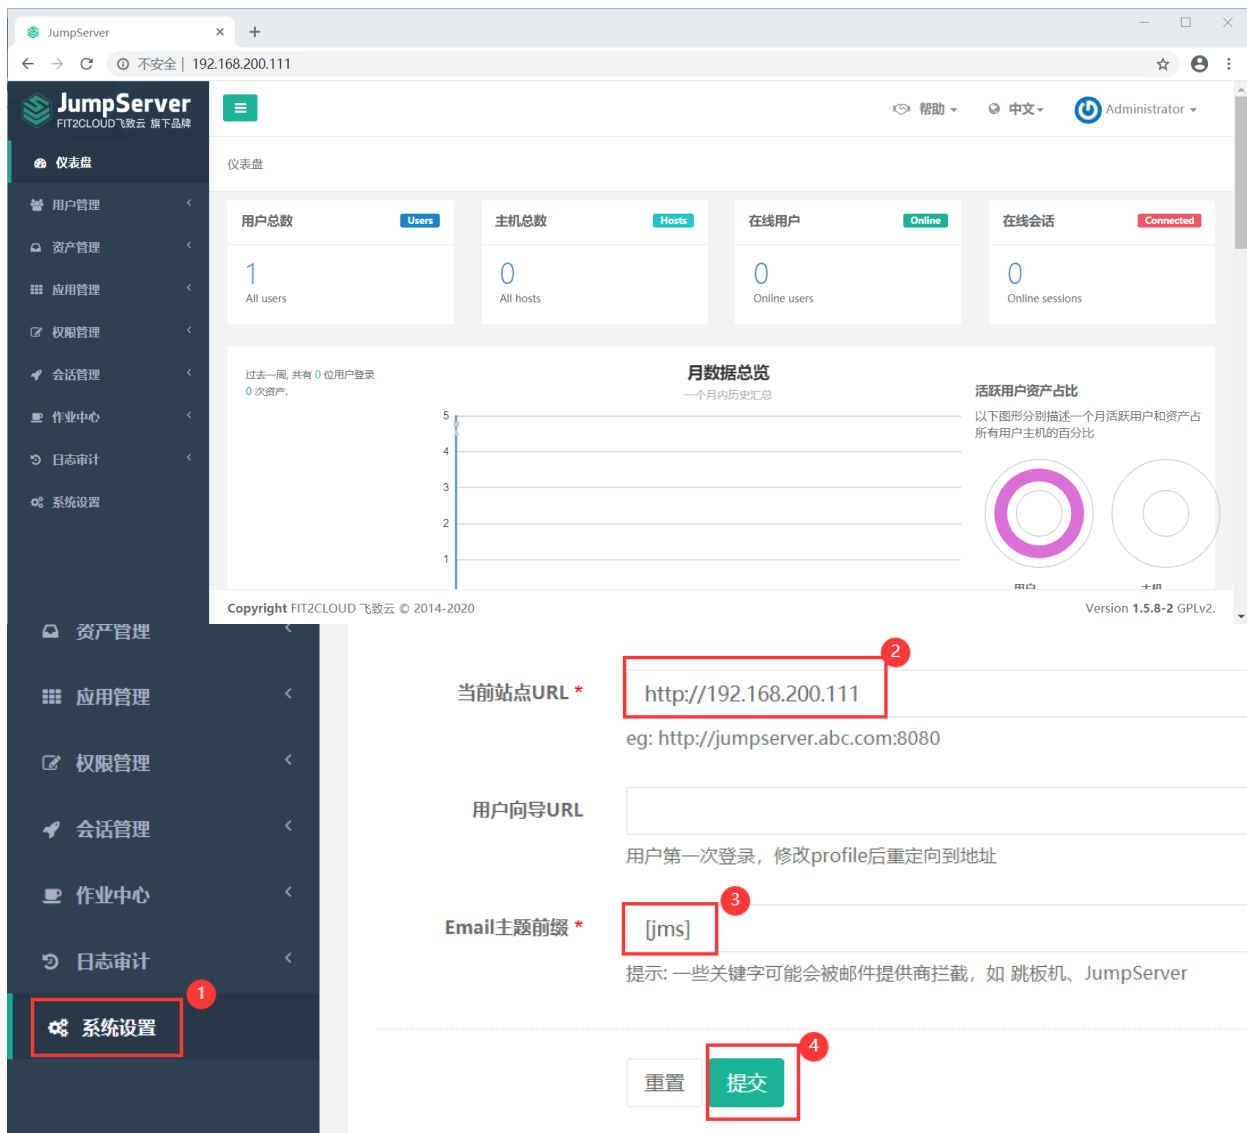 JumpServer
不安全 | 192.168.200.111
JumpServer
FIT2CLOUD飞致云 旗下品牌
帮助
中文
Administrator
仪表盘
用户管理
资产管理
应用管理
权限管理
会话管理
作业中心
日志审计
系统设置
仪表盘
用户总数 Users
1
All users
主机总数 Hosts
0
All hosts
在线用户 Online
0
Online users
在线会话 Connected
0
Online sessions
过去一周, 共有 0 位用户登录
0 次资产.
月数据总览
一个月内历史汇总
5
4
3
2
1
活跃用户资产占比
以下图形分别描述一个月活跃用户和资产占
所有用户主机的百分比
用户
主机
Copyright FIT2CLOUD 飞致云 © 2014-2020
Version 1.5.8-2 GPLv2.
资产管理
应用管理
权限管理
会话管理
作业中心
日志审计
1
系统设置
2
当前站点URL *
http://192.168.200.111
eg: http://jumpserver.abc.com:8080
用户向导URL
用户第一次登录，修改profile后重定向到地址
3
Email主题前缀 *
[jms]
提示: 一些关键字可能会被邮件提供商拦截，如 跳板机、JumpServer
4
重置
提交